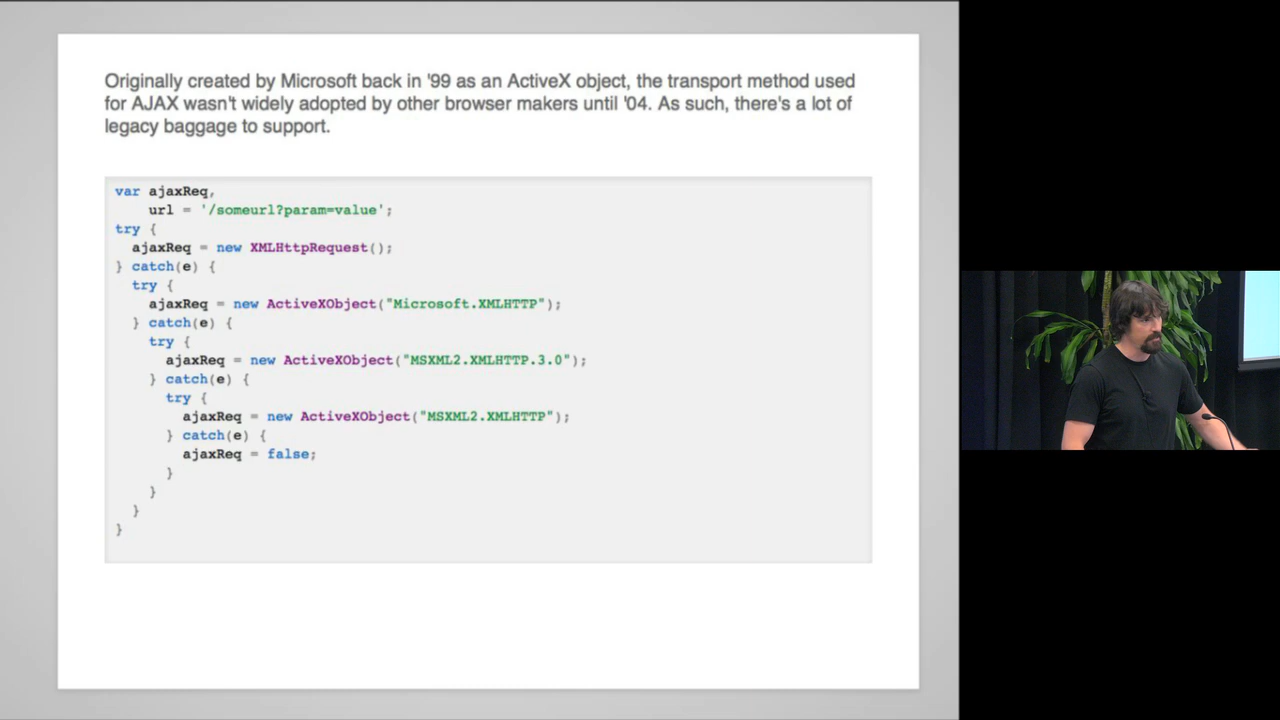 Originally created by Microsoft back in '99 as an ActiveX object, the transport method used
for AJAX wasn't widely adopted by other browser makers until '04. As such, there's a lot of
legacy baggage to support.
var ajaxReq,
    url = '/someurl?param=value';
try {
  ajaxReq = new XMLHttpRequest();
} catch(e) {
  try {
    ajaxReq = new ActiveXObject("Microsoft.XMLHTTP");
  } catch(e) {
    try {
      ajaxReq = new ActiveXObject("MSXML2.XMLHTTP.3.0");
    } catch(e) {
      try {
        ajaxReq = new ActiveXObject("MSXML2.XMLHTTP");
      } catch(e) {
        ajaxReq = false;
      }
    }
  }
}